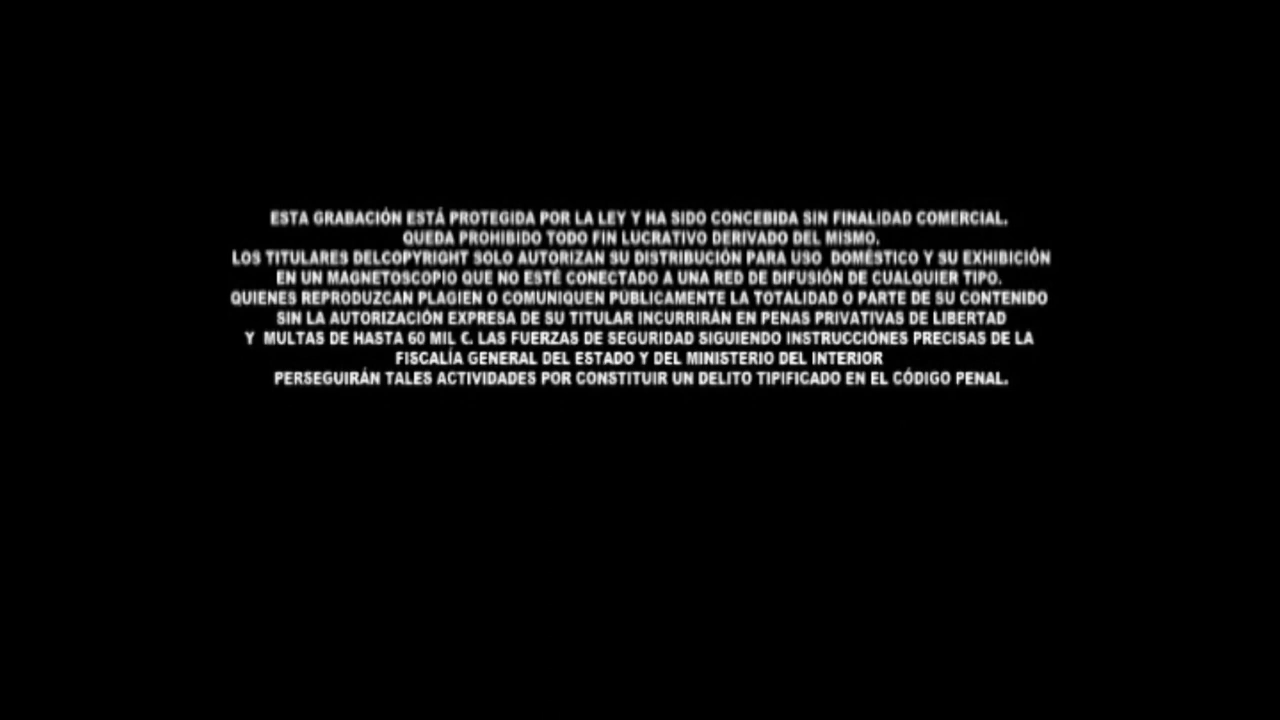 ESTA GRABACIÓN ESTÁ PROTEGIDA POR LA LEY Y HA SIDO CONCEBIDA SIN FINALIDAD COMERCIAL.
QUEDA PROHIBIDO TODO FIN LUCRATIVO DERIVADO DEL MISMO.
LOS TITULARES DELCOPYRIGHT SOLO AUTORIZAN SU DISTRIBUCIÓN PARA USO  DOMÉSTICO Y SU EXHIBICIÓN
EN UN MAGNETOSCOPIO QUE NO ESTÉ CONECTADO A UNA RED DE DIFUSIÓN DE CUALQUIER TIPO.
QUIENES REPRODUZCAN PLAGIEN O COMUNIQUEN PÚBLICAMENTE LA TOTALIDAD O PARTE DE SU CONTENIDO
SIN LA AUTORIZACIÓN EXPRESA DE SU TITULAR INCURRIRÁN EN PENAS PRIVATIVAS DE LIBERTAD
Y  MULTAS DE HASTA 60 MIL €. LAS FUERZAS DE SEGURIDAD SIGUIENDO INSTRUCCIÓNES PRECISAS DE LA
FISCALÍA GENERAL DEL ESTADO Y DEL MINISTERIO DEL INTERIOR
PERSEGUIRÁN TALES ACTIVIDADES POR CONSTITUIR UN DELITO TIPIFICADO EN EL CÓDIGO PENAL.